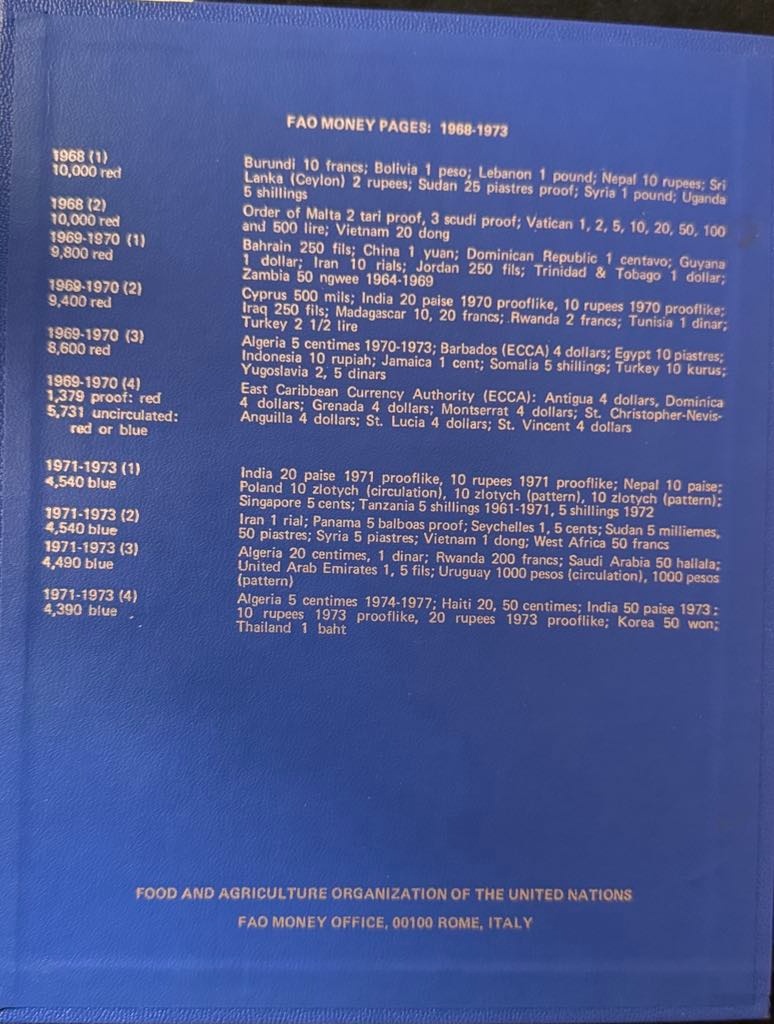 FAO MONEY PAGES: 1968-1973
1968 (1)
10,000 red
Burundi 10 francs; Bolivia 1 peso; Lebanon 1 pound; Nepal 10 rupees; Sri
Lanka (Ceylon) 2 rupees; Sudan 25 piastres proof; Syria 1 pound; Uganda
5 shillings
1968 (2)
10,000 red
Order of Malta 2 tari proof, 3 scudi proof; Vatican 1, 2, 5, 10, 20, 50, 100
and 500 lire; Vietnam 20 dong
1969-1970 (1)
9,800 red
Bahrain 250 fils; China 1 yuan; Dominican Republic 1 centavo; Guyana
1 dollar; Iran 10 rials; Jordan 250 fils; Trinidad & Tobago 1 dollar;
Zambia 50 ngwee 1964-1969
1969-1970 (2)
9,400 red
Cyprus 500 mils; India 20 paise 1970 prooflike, 10 rupees 1970 prooflike;
Iraq 250 fils; Madagascar 10, 20 francs; Rwanda 2 francs; Tunisia 1 dinar;
Turkey 2 1/2 lire
1969-1970 (3)
8,600 red
Algeria 5 centimes 1970-1973; Barbados (ECCA) 4 dollars; Egypt 10 piastres;
Indonesia 10 rupiah; Jamaica 1 cent; Somalia 5 shillings; Turkey 10 kurus;
Yugoslavia 2, 5 dinars
1969-1970 (4)
1,379 proof: red
5,731 uncirculated:
red or blue
East Caribbean Currency Authority (ECCA): Antigua 4 dollars, Dominica
4 dollars; Grenada 4 dollars; Montserrat 4 dollars; St. Christopher-Nevis-
Anguilla 4 dollars; St. Lucia 4 dollars; St. Vincent 4 dollars
1971-1973 (1)
4,540 blue
India 20 paise 1971 prooflike, 10 rupees 1971 prooflike; Nepal 10 paise;
Poland 10 zlotych (circulation), 10 zlotych (pattern), 10 zlotych (pattern);
Singapore 5 cents; Tanzania 5 shillings 1961-1971, 5 shillings 1972
1971-1973 (2)
4,540 blue
Iran 1 rial; Panama 5 balboas proof; Seychelles 1, 5 cents; Sudan 5 milliemes,
50 piastres; Syria 5 piastres; Vietnam 1 dong; West Africa 50 francs
1971-1973 (3)
4,490 blue
Algeria 20 centimes, 1 dinar; Rwanda 200 francs; Saudi Arabia 50 hallala;
United Arab Emirates 1, 5 fils; Uruguay 1000 pesos (circulation), 1000 pesos
(pattern)
1971-1973 (4)
4,390 blue
Algeria 5 centimes 1974-1977; Haiti 20, 50 centimes; India 50 paise 1973:
10 rupees 1973 prooflike, 20 rupees 1973 prooflike; Korea 50 won;
Thailand 1 baht
FOOD AND AGRICULTURE ORGANIZATION OF THE UNITED NATIONS
FAO MONEY OFFICE, 00100 ROME, ITALY